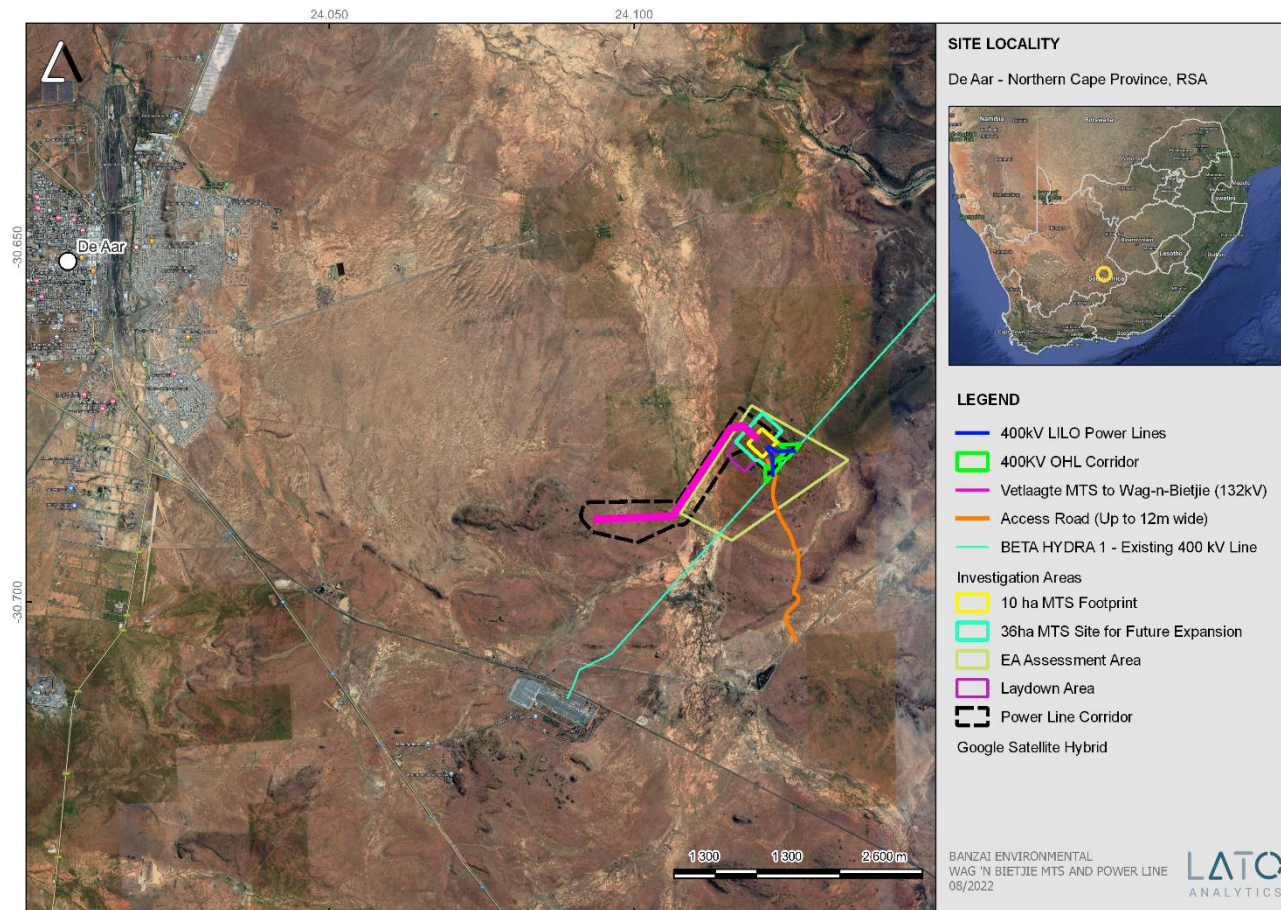 24.050
24.100
-30.650
-30.700
De Aar
1 300
1 300
2 600 m
SITE LOCALITY
De Aar - Northern Cape Province, RSA
Namibia
Botswana
Eswatini
Lesotho
LEGEND
400kV LILO Power Lines
400KV OHL Corridor
Vetlaagte MTS to Wag-n-Bietjie (132kV)
Access Road (Up to 12m wide)
BETA HYDRA 1 - Existing 400 kV Line
Investigation Areas
10 ha MTS Footprint
36ha MTS Site for Future Expansion
EA Assessment Area
Laydown Area
Power Line Corridor
Google Satellite Hybrid
BANZAI ENVIRONMENTAL
WAG 'N BIETJIE MTS AND POWER LINE
08/2022
LATO
ANALYTICS